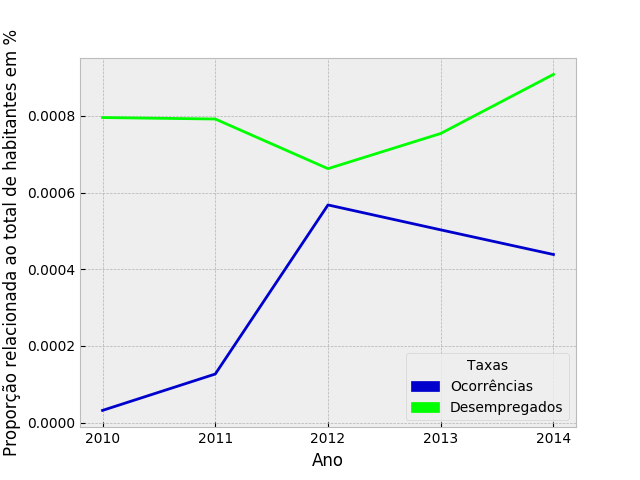 Proporção relacionada ao total de habitantes em %
0.0008
0.0006
0.0004
0.0002
0.0000
2010 2011 2012 2013 2014
Ano
Taxas
Ocorrências
Desempregados